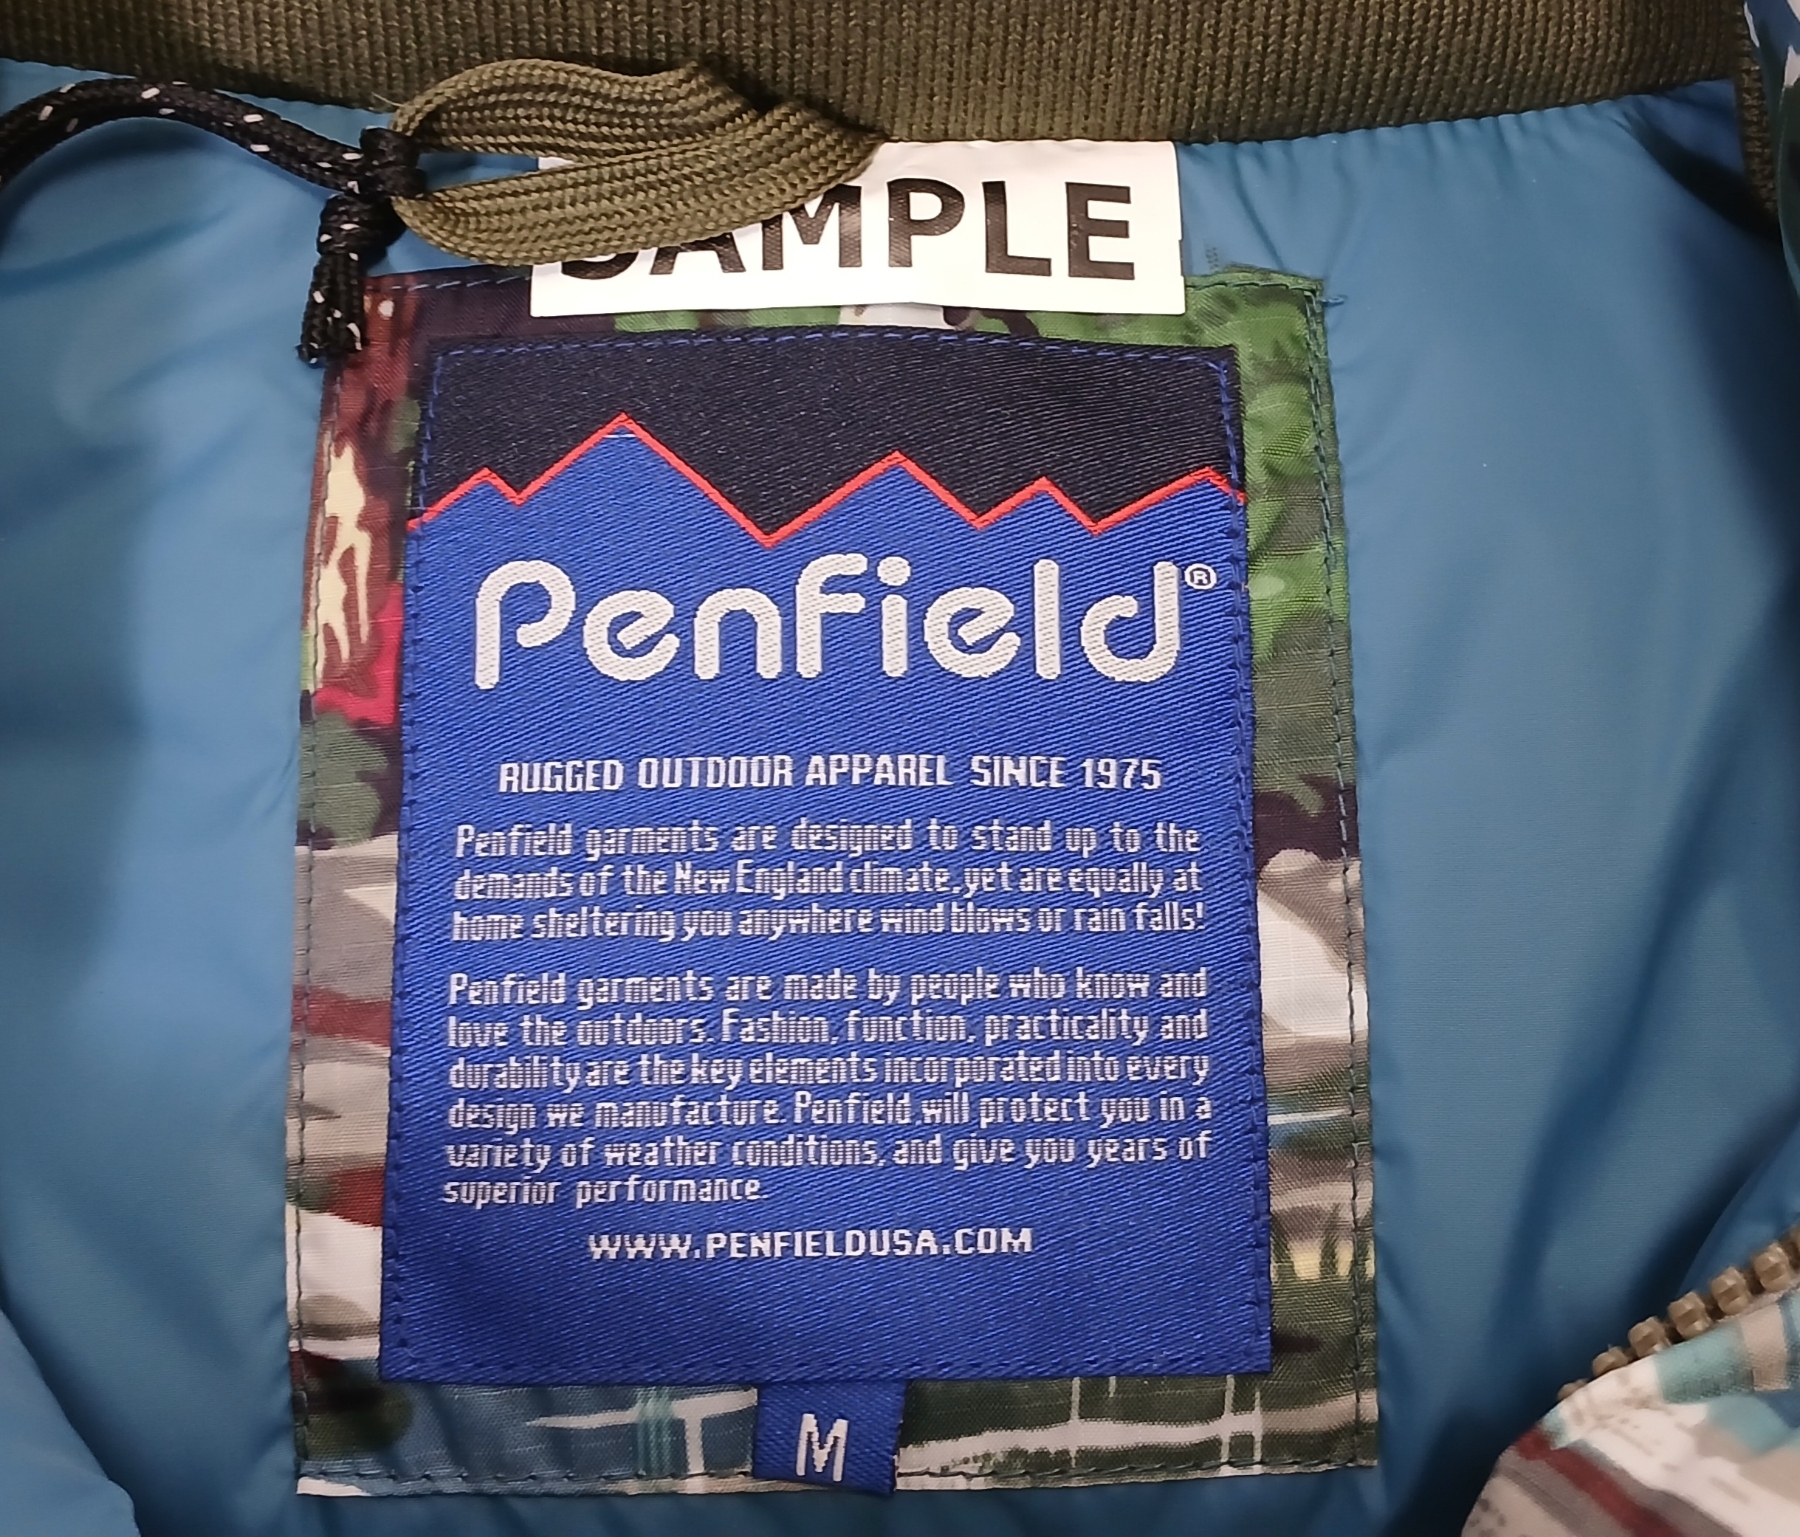 SAMPLE
Penfield®
RUGGED OUTDOOR APPAREL SINCE 1975
Penfield garments are designed to stand up to the
demands of the New England climate, yet are equally at
home sheltering you anywhere wind blows or rain falls!
Penfield garments are made by people who know and
love the outdoors. Fashion, function, practicality and
durability are the key elements incorporated into every
design we manufacture. Penfield will protect you in a
variety of weather conditions, and give you years of
superior performance.
WWW.PENFIELDUSA.COM
M